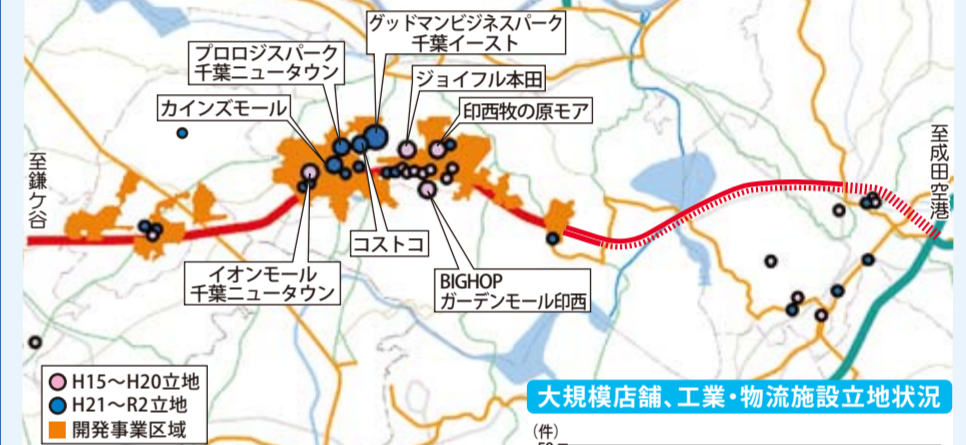 グッドマンビジネスパーク
千葉イースト
プロロジスパーク
千葉ニュータウン
ジョイフル本田
カインズモール
印西牧の原モア
至鎌ケ谷
至成田空港
コストコ
イオンモール
千葉ニュータウン
BIGHOP
ガーデンモール印西
H15～H20立地
H21～R2立地
開発事業区域
大規模店舗、工業・物流施設立地状況
(件)